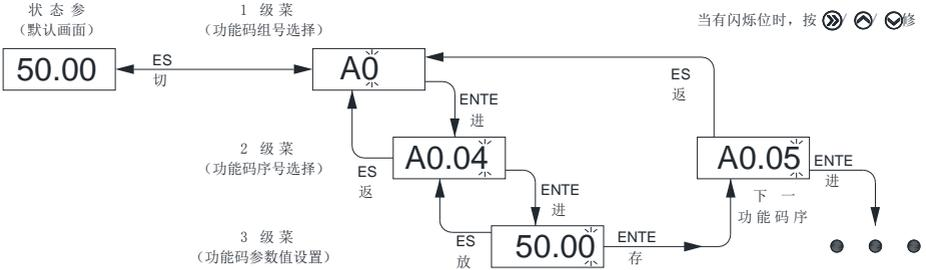 状 态 参
(默认画面)
1 级 菜
(功能码组号选择)
当有闪烁位时，按 / / 修
50.00
ES
切
A0
ES
返
ENTE
进
2 级 菜
(功能码序号选择)
A0.04
ES
返
ENTE
进
A0.05
ENTE
进
下 一
功能码序
3 级 菜
(功能码参数值设置)
ES
放
50.00
ENTE
存